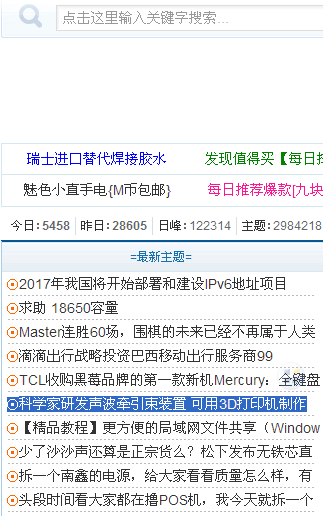 点击这里输入关键字搜索...
瑞士进口替代焊接胶水 发现值得买【每日
魅色小直手电{M币包邮} 每日推荐爆款[九块
今日:5458 昨日:28605 日峰:122314 主题:2984218
=最新主题=
2017年我国将开始部署和建设IPv6地址项目
求助 18650容量
Master连胜60场，围棋的未来已经不再属于人类
滴滴出行战略投资巴西移动出行服务商99
TCL收购黑莓品牌的第一款新机Mercury：全键盘
科学家研发声波牵引束装置 可用3D打印机制作
【精品教程】更方便的局域网文件共享（Window
少了沙沙声还算是正宗货么？松下发布无铁芯直
拆一个南鑫的电源，给大家看看质量怎么样，有
头段时间看大家都在撸POS机，我今天就拆一个